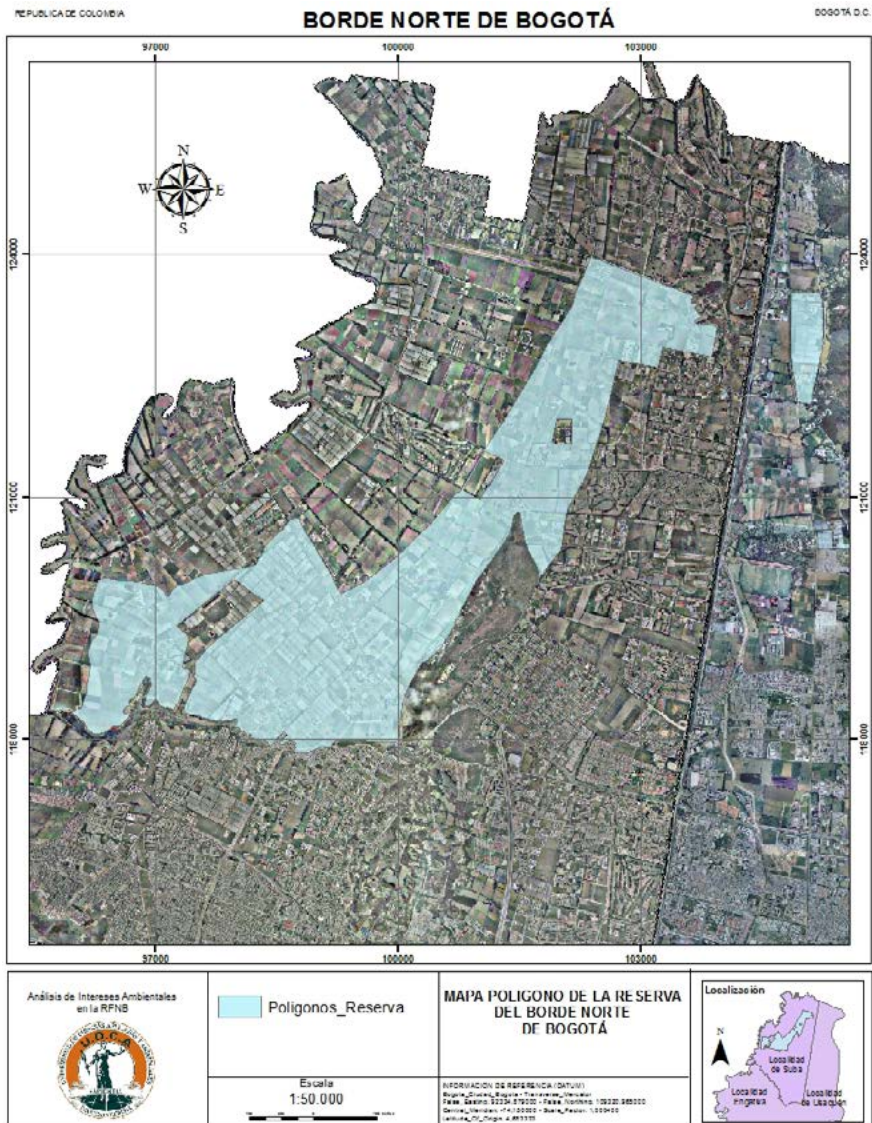 REPUBLICA DE COLOMBIA
BORDE NORTE DE BOGOTÁ
BOGOTÁ D.C.
97000
100000
103000
N
W
E
S
124000
124000
121000
121000
118000
118000
97000
100000
103000
Análisis de Intereses Ambientales
en la RFNB
U.D.C.A
Poligonos_Reserva
Escala
1:50.000
MAPA POLIGONO DE LA RESERVA
DEL BORDE NORTE
DE BOGOTÁ
INFORMACION DE REFERENCIA (DATUM)
Localización
N
Localidad
de Suba
Localidad
Engativa
Localidad
de Usaquén